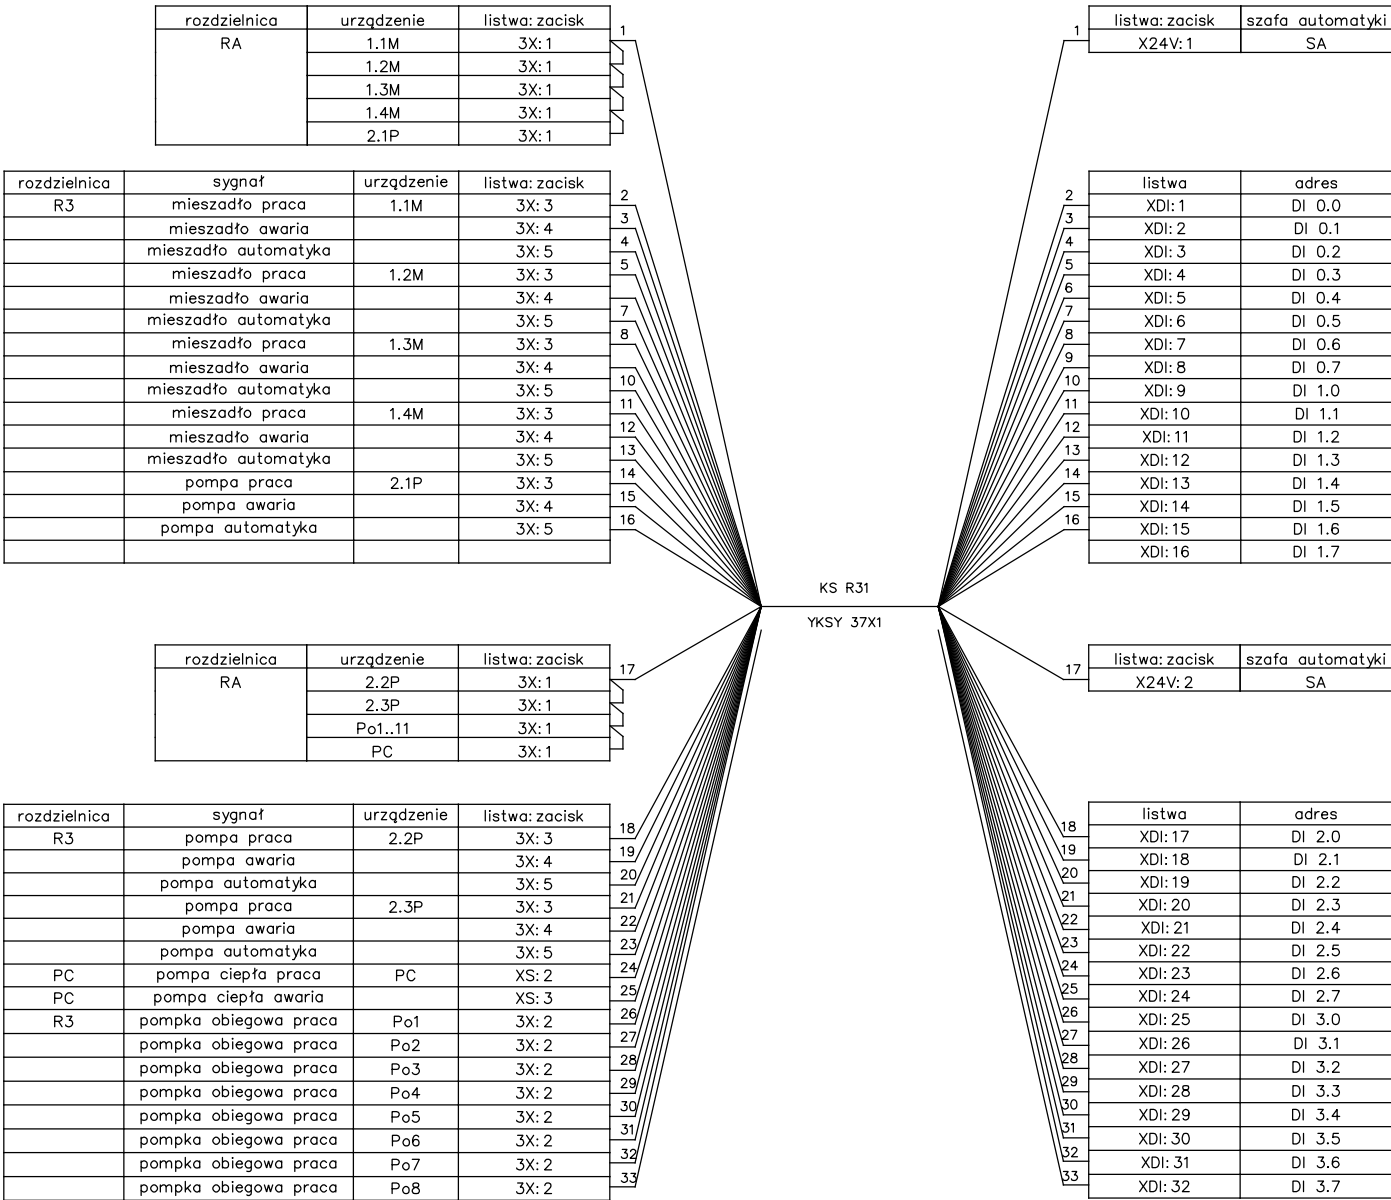 rozdzielnica urządzenie listwa: zacisk
RA 1.1M 3X: 1 1
1.2M 3X: 1
1.3M 3X: 1
1.4M 3X: 1
2.1P 3X: 1
listwa: zacisk szafa automatyki
1 X24V: 1 SA
rozdzielnica sygnał urządzenie listwa: zacisk
R3 mieszadło praca 1.1M 3X: 3 2
mieszadło awaria 3X: 4 3
mieszadło automatyka 3X: 5 4
mieszadło praca 1.2M 3X: 3 5
mieszadło awaria 3X: 4
mieszadło automatyka 3X: 5 7
mieszadło praca 1.3M 3X: 3 8
mieszadło awaria 3X: 4
mieszadło automatyka 3X: 5 10
mieszadło praca 1.4M 3X: 3 11
mieszadło awaria 3X: 4 12
mieszadło automatyka 3X: 5 13
pompa praca 2.1P 3X: 3 14
pompa awaria 3X: 4 15
pompa automatyka 3X: 5 16
listwa adres
2 XDI: 1 DI 0.0
3 XDI: 2 DI 0.1
4 XDI: 3 DI 0.2
5 XDI: 4 DI 0.3
6 XDI: 5 DI 0.4
7 XDI: 6 DI 0.5
8 XDI: 7 DI 0.6
9 XDI: 8 DI 0.7
10 XDI: 9 DI 1.0
11 XDI: 10 DI 1.1
12 XDI: 11 DI 1.2
13 XDI: 12 DI 1.3
14 XDI: 13 DI 1.4
15 XDI: 14 DI 1.5
16 XDI: 15 DI 1.6
XDI: 16 DI 1.7
KS R31
YKSY 37X1
rozdzielnica urządzenie listwa: zacisk
RA 2.2P 3X: 1 17
2.3P 3X: 1
Po1..11 3X: 1
PC 3X: 1
listwa: zacisk szafa automatyki
17 X24V: 2 SA
rozdzielnica sygnał urządzenie listwa: zacisk
R3 pompa praca 2.2P 3X: 3 18
pompa awaria 3X: 4 19
pompa automatyka 3X: 5 20
pompa praca 2.3P 3X: 3 21
pompa awaria 3X: 4 22
pompa automatyka 3X: 5 23
PC pompa ciepła praca PC XS: 2 24
PC pompa ciepła awaria XS: 3 25
R3 pompka obiegowa praca Po1 3X: 2 26
pompka obiegowa praca Po2 3X: 2 27
pompka obiegowa praca Po3 3X: 2 28
pompka obiegowa praca Po4 3X: 2 29
pompka obiegowa praca Po5 3X: 2 30
pompka obiegowa praca Po6 3X: 2 31
pompka obiegowa praca Po7 3X: 2 32
pompka obiegowa praca Po8 3X: 2 33
listwa adres
18 XDI: 17 DI 2.0
19 XDI: 18 DI 2.1
20 XDI: 19 DI 2.2
21 XDI: 20 DI 2.3
22 XDI: 21 DI 2.4
23 XDI: 22 DI 2.5
24 XDI: 23 DI 2.6
25 XDI: 24 DI 2.7
26 XDI: 25 DI 3.0
27 XDI: 26 DI 3.1
28 XDI: 27 DI 3.2
29 XDI: 28 DI 3.3
30 XDI: 29 DI 3.4
31 XDI: 30 DI 3.5
32 XDI: 31 DI 3.6
33 XDI: 32 DI 3.7